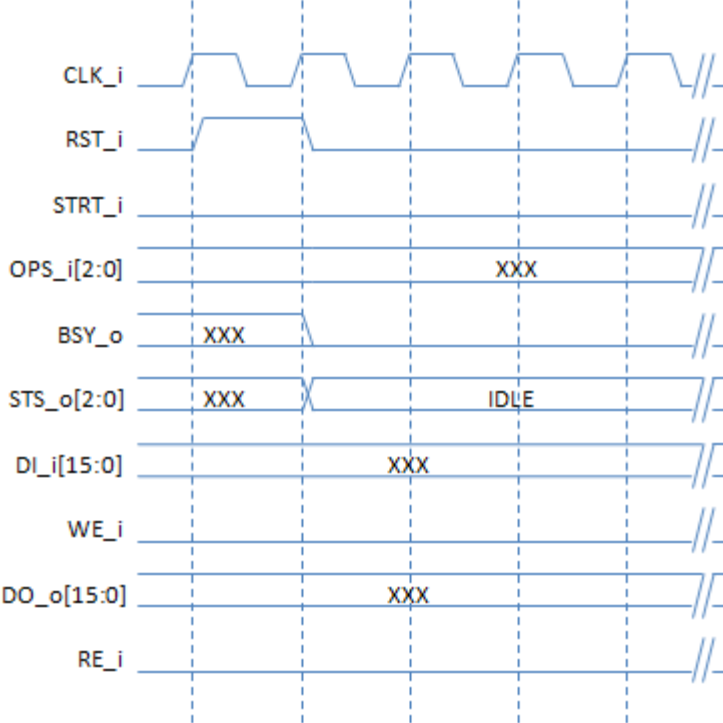 CLK_i
RST_i
STRT_i
OPS_i[2:0] XXX
BSY_o XXX
STS_o[2:0] XXX IDLE
DI_i[15:0] XXX
WE_i
DO_o[15:0] XXX
RE_i